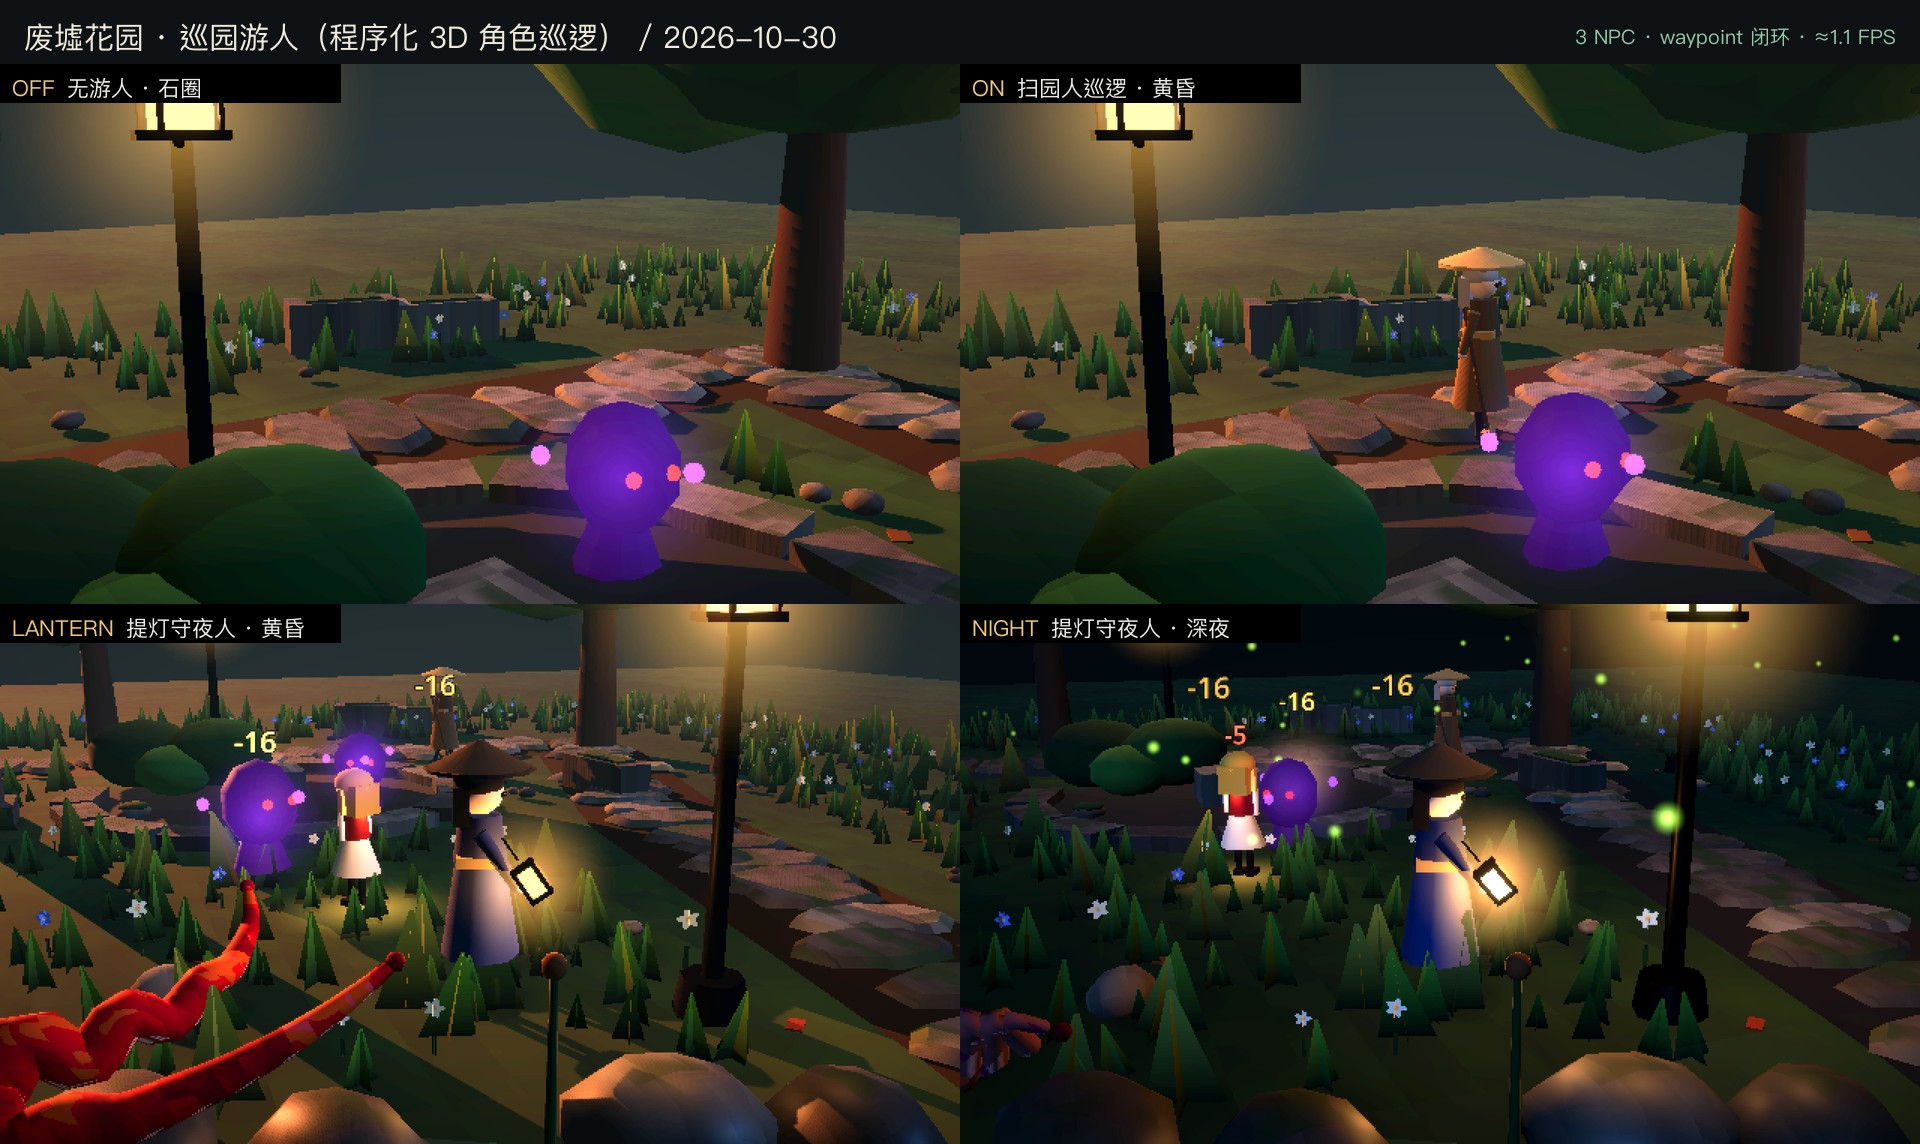 废墟花园 · 巡园游人（程序化 3D 角色巡逻） / 2026-10-30
3 NPC · waypoint 闭环 · ≈1.1 FPS
OFF 无游人 · 石圈
ON 扫园人巡逻 · 黄昏
LANTERN 提灯守夜人 · 黄昏
-16
-16
NIGHT 提灯守夜人 · 深夜
-16
-16
-16
-5